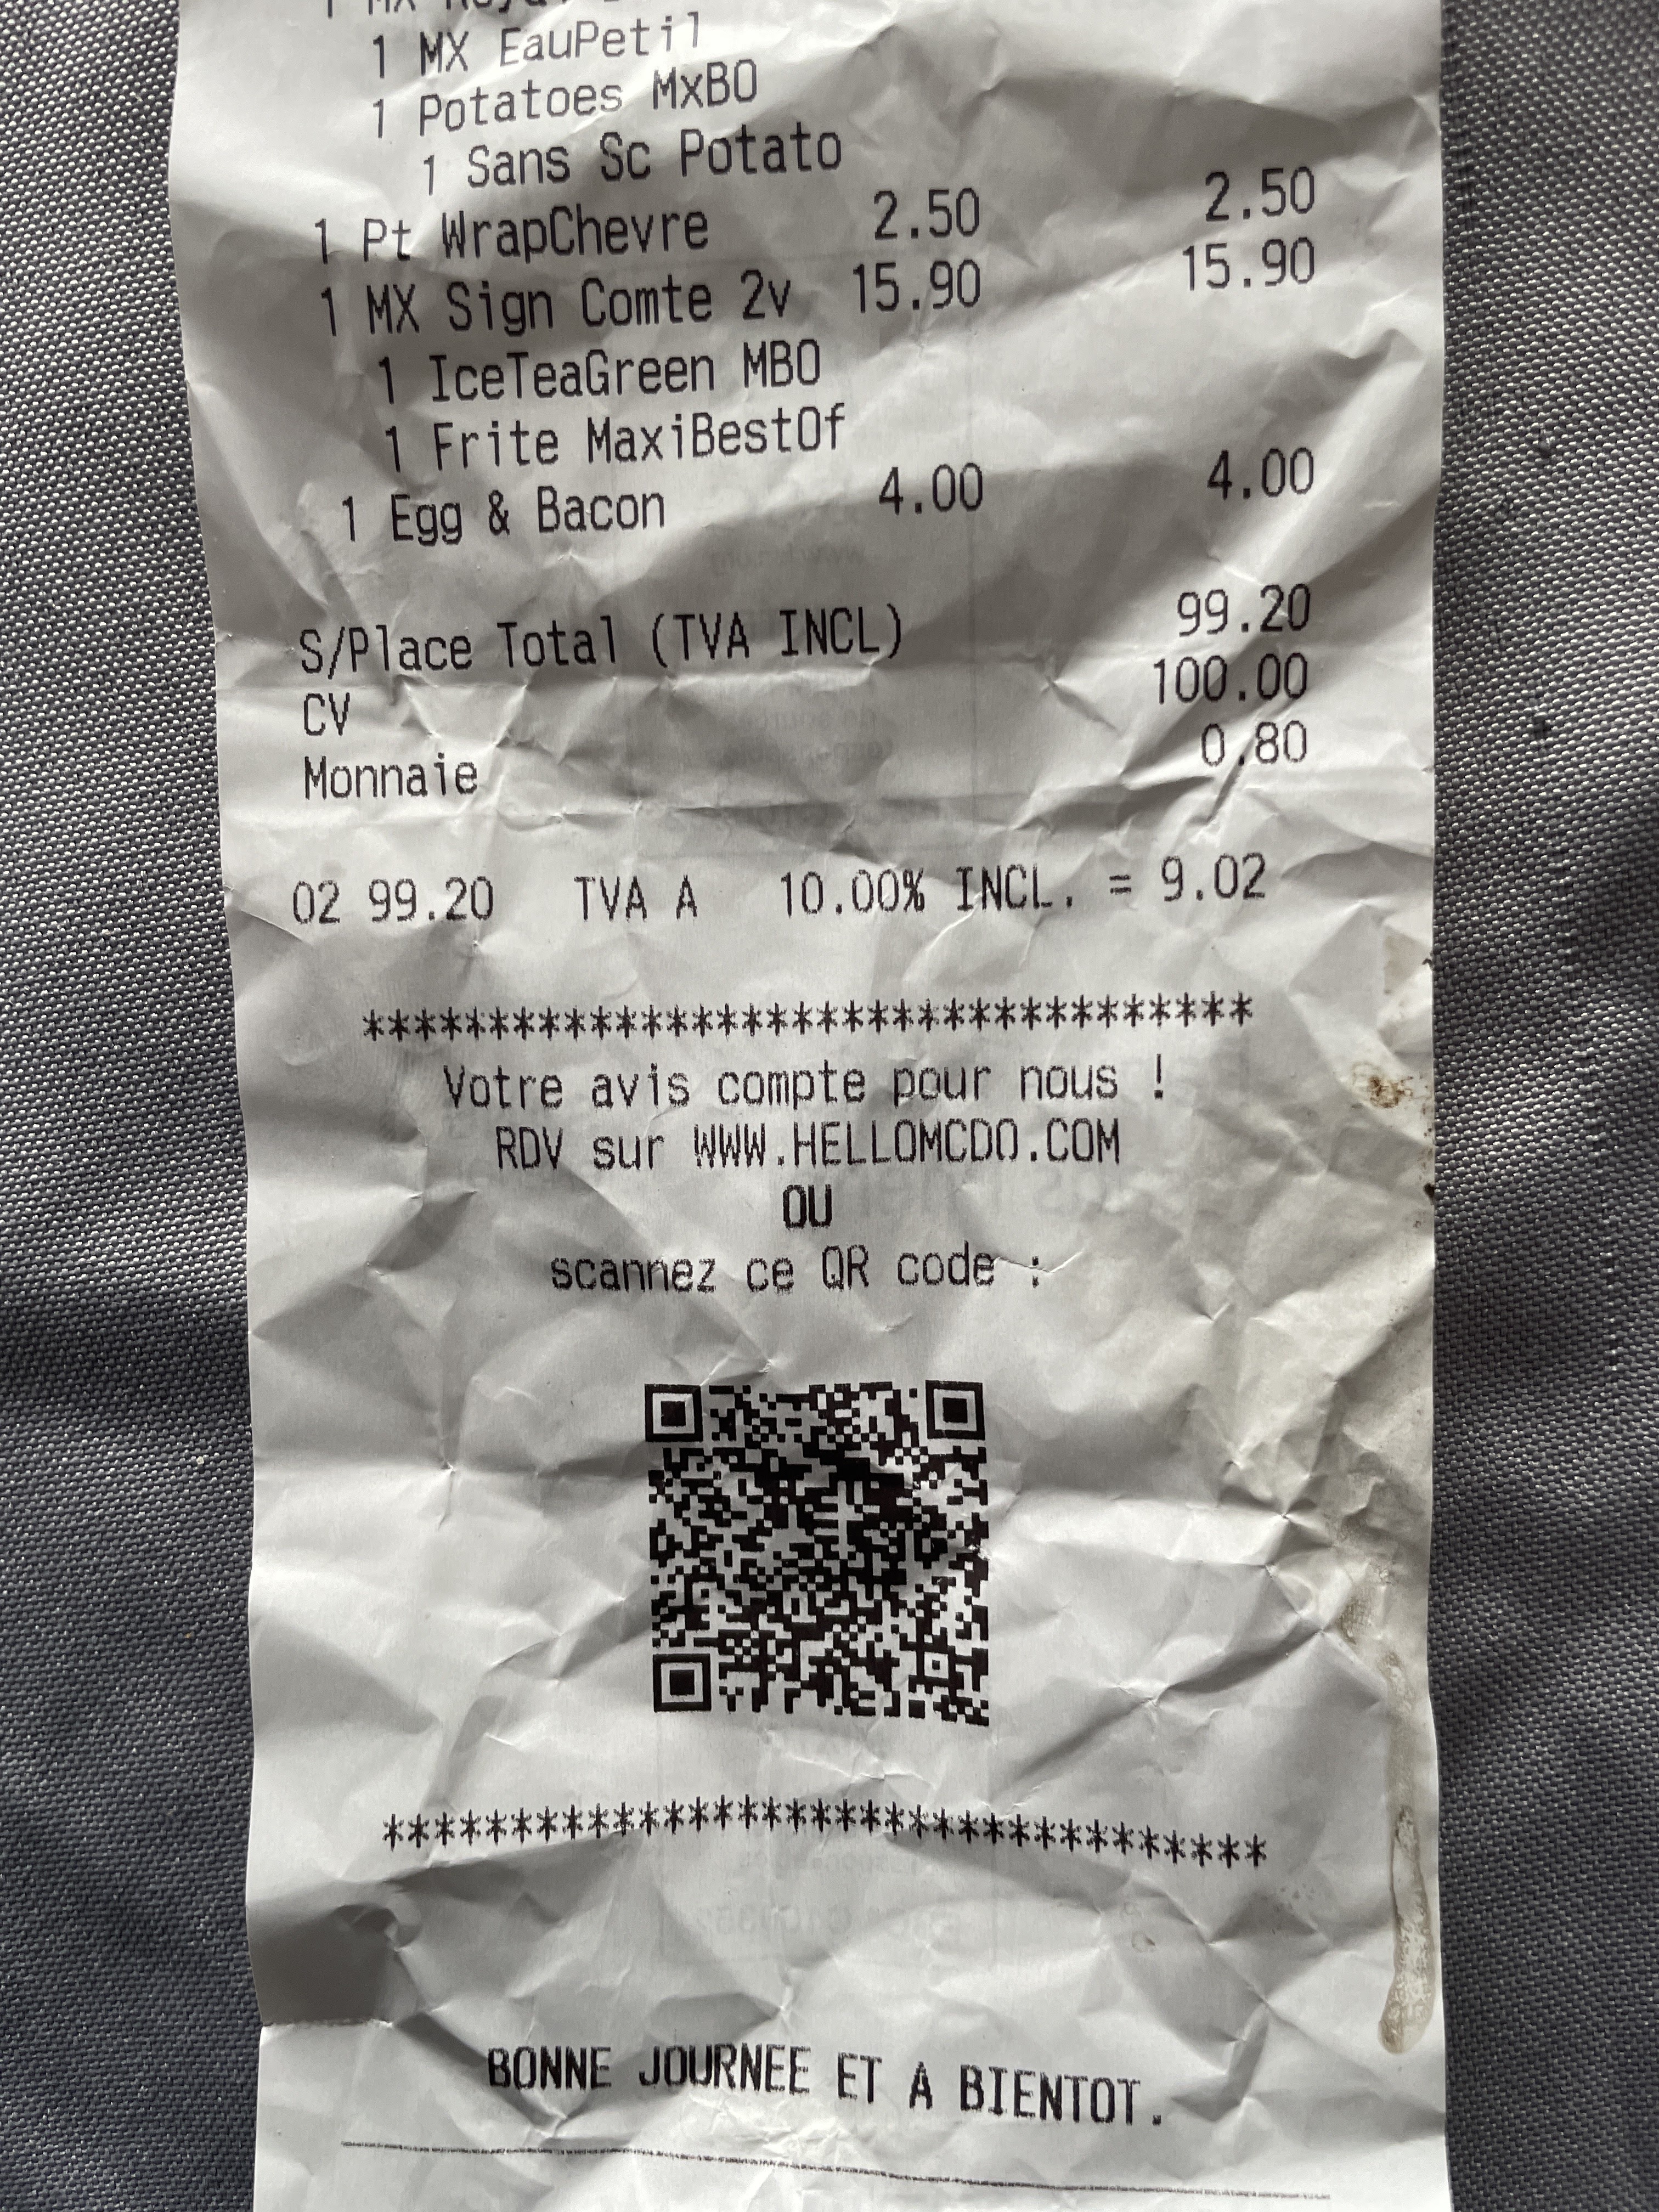 1 MX
1 MX EauPetil
1 Potatoes MxBO
1 Sans Sc Potato
1 Pt WrapChevre 2.50 2.50
1 MX Sign Comte 2v 15.90 15.90
1 IceTeaGreen MBO
1 Frite MaxiBestOf
1 Egg & Bacon 4.00 4.00
S/Place Total (TVA INCL) 99.20
CV 100.00
Monnaie 0.80
02 99.20 TVA A 10.00% INCL. = 9.02
***********************************
Votre avis compte pour nous !
RDV sur WWW.HELLOMCDO.COM
OU
scannez ce QR code :
***********************************
BONNE JOURNEE ET A BIENTOT.